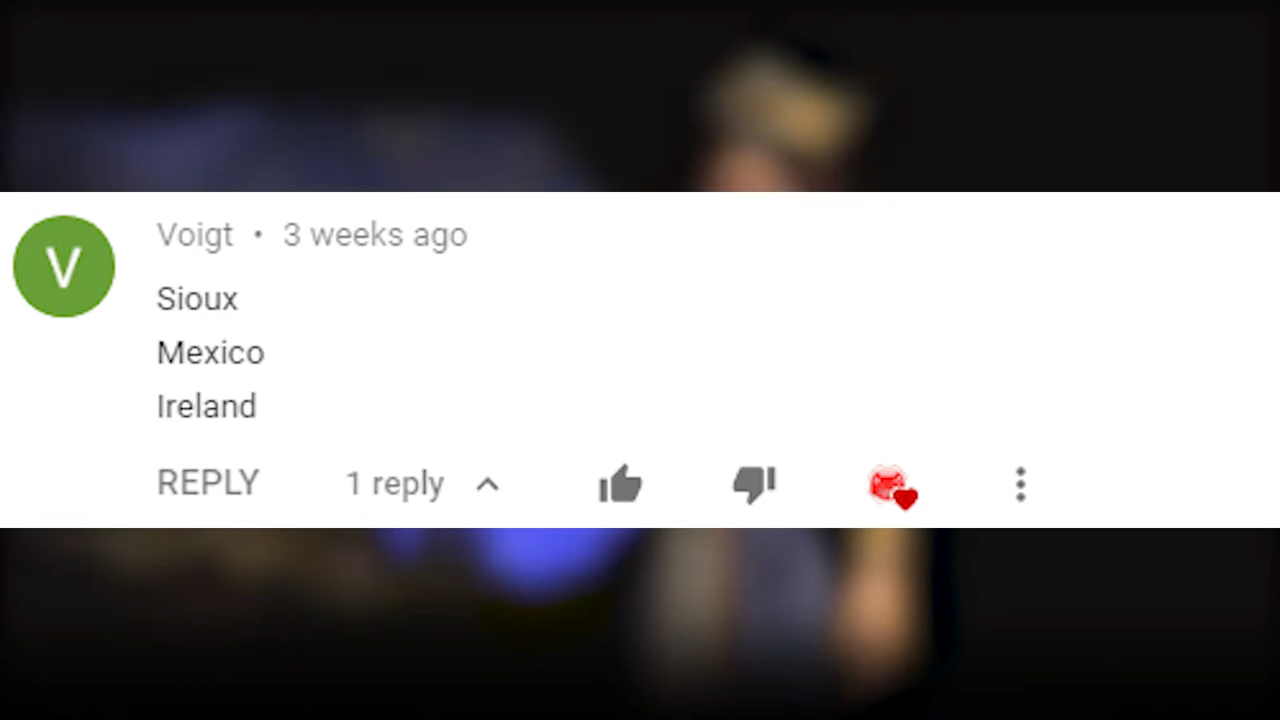 V
Voigt • 3 weeks ago
Sioux
Mexico
Ireland
REPLY 1 reply